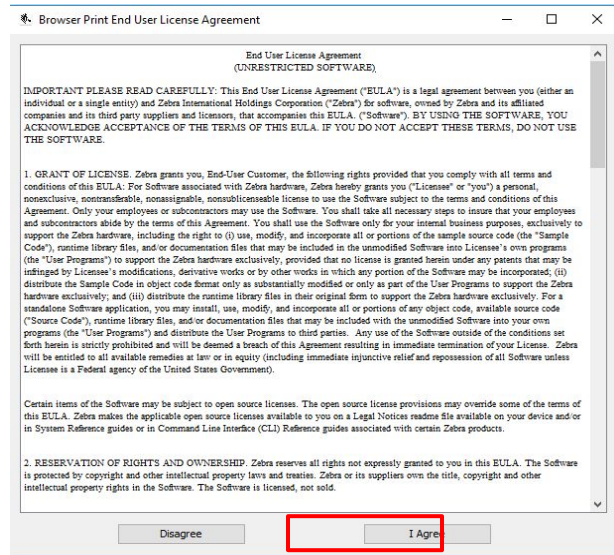 Browser Print End User License Agreement
End User License Agreement
(UNRESTRICTED SOFTWARE)
IMPORTANT PLEASE READ CAREFULLY: This End User License Agreement ("EULA") is a legal agreement between you (either an
individual or a single entity) and Zebra International Holdings Corporation ("Zebra") for software, owned by Zebra and its affiliated
companies and its third party suppliers and licensors, that accompanies this EULA. ("Software"). BY USING THE SOFTWARE, YOU
ACKNOWLEDGE ACCEPTANCE OF THE TERMS OF THIS EULA. IF YOU DO NOT ACCEPT THESE TERMS, DO NOT USE
THE SOFTWARE.
1. GRANT OF LICENSE. Zebra grants you, End-User Customer, the following rights provided that you comply with all terms and
conditions of this EULA: For Software associated with Zebra hardware, Zebra hereby grants you ("Licensee" or "you") a personal,
nonexclusive, nontransferable, nonassignable, nonsublicenseable license to use the Software subject to the terms and conditions of this
Agreement. Only your employees or subcontractors may use the Software. You shall take all necessary steps to insure that your employees
and subcontractors abide by the terms of this Agreement. You shall use the Software only for your internal business purposes, exclusively to
support the Zebra hardware, including the right to (i) use, modify, and incorporate all or portions of the sample source code (the "Sample
Code"), runtime library files, and/or documentation files that may be included in the unmodified Software into Licensee's own programs
(the "User Programs") to support the Zebra hardware exclusively, provided that no license is granted herein under any patents that may be
infringed by Licensee's modifications, derivative works or by other works in which any portion of the Software may be incorporated; (ii)
distribute the Sample Code in object code format only as substantially modified or only as part of the User Programs to support the Zebra
hardware exclusively; and (iii) distribute the runtime library files in their original form to support the Zebra hardware exclusively. For a
standalone Software application, you may install, use, modify, and incorporate all or portions of any object code, available source code
("Source Code"), runtime library files, and/or documentation files that may be included with the unmodified Software into your own
programs (the "User Programs") and distribute the User Programs to third parties. Any use of the Software outside of the conditions set
forth herein is strictly prohibited and will be deemed a breach of this Agreement resulting in immediate termination of your License. Zebra
will be entitled to all available remedies at law or in equity (including immediate injunctive relief and repossession of all Software unless
Licensee is a Federal agency of the United States Government).
Certain items of the Software may be subject to open source licenses. The open source license provisions may override some of the terms of
this EULA. Zebra makes the applicable open source licenses available to you on a Legal Notices readme file available on your device and/or
in System Reference guides or in Command Line Interface (CLI) Reference guides associated with certain Zebra products.
2. RESERVATION OF RIGHTS AND OWNERSHIP. Zebra reserves all rights not expressly granted to you in this EULA. The Software
is protected by copyright and other intellectual property laws and treaties. Zebra or its suppliers own the title, copyright and other
intellectual property rights in the Software. The Software is licensed, not sold.
Disagree
I Agree